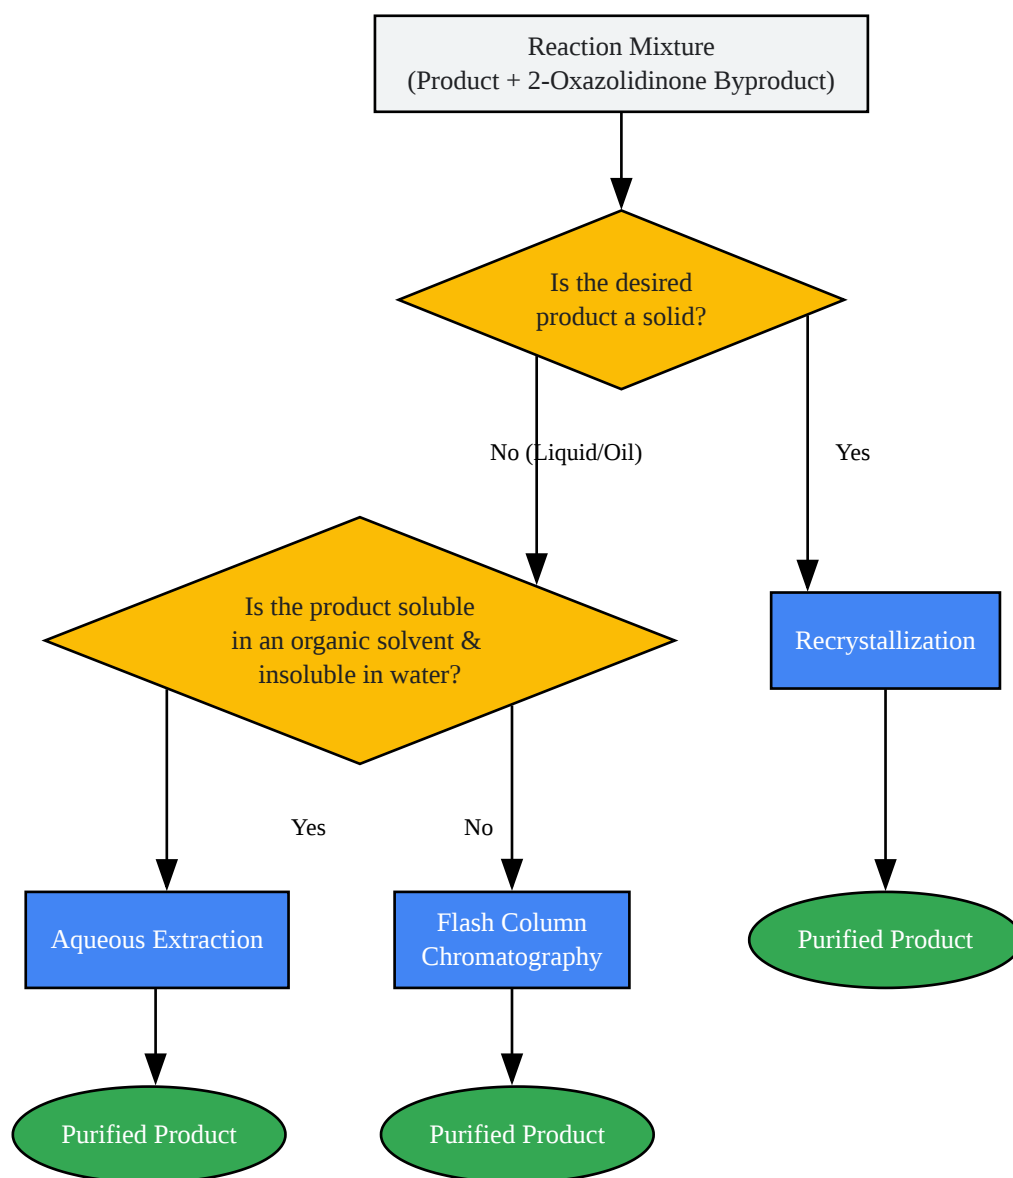 Reaction Mixture
(Product + 2-Oxazolidinone Byproduct)
Is the desired
product a solid?
No (Liquid/Oil)
Yes
Is the product soluble
in an organic solvent &
insoluble in water?
Recrystallization
Yes
No
Aqueous Extraction
Flash Column
Chromatography
Purified Product
Purified Product
Purified Product